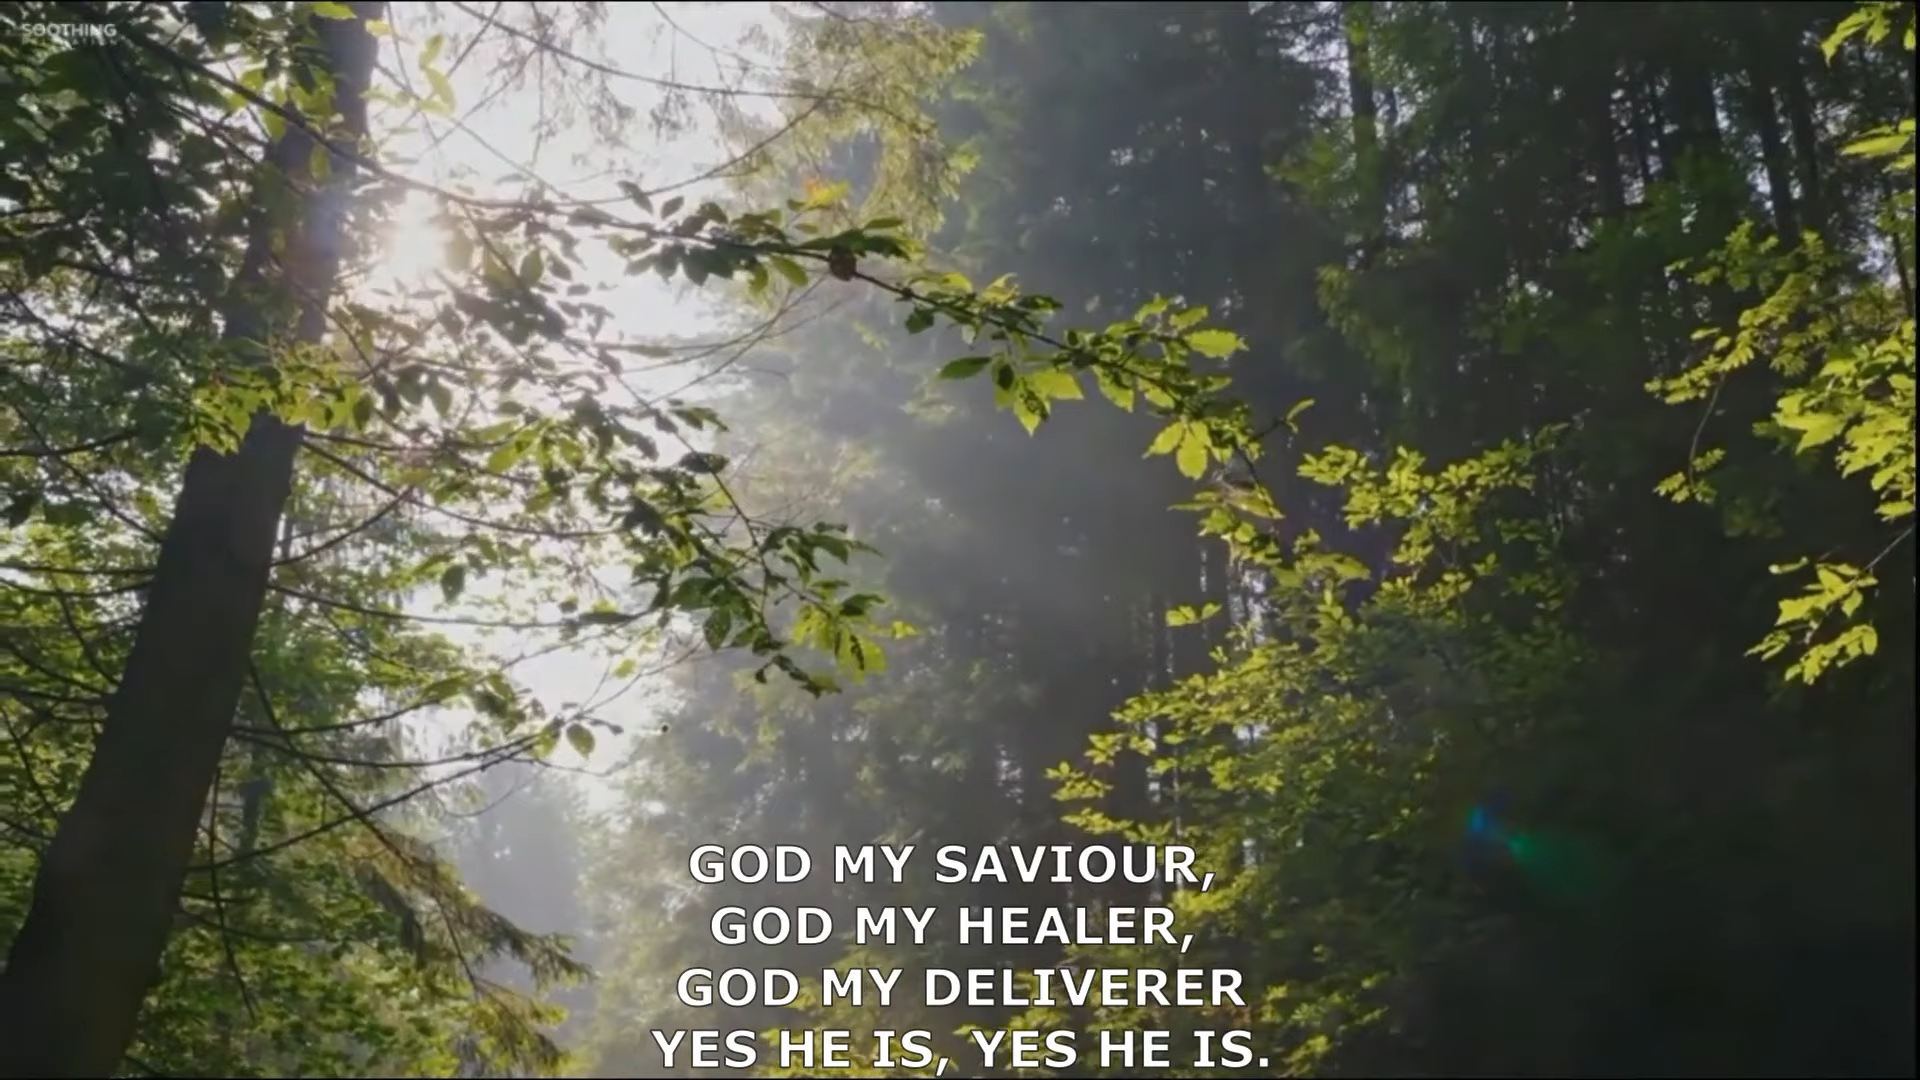 SOOTHING
GOD MY SAVIOUR,
GOD MY HEALER,
GOD MY DELIVERER
YES HE IS, YES HE IS.